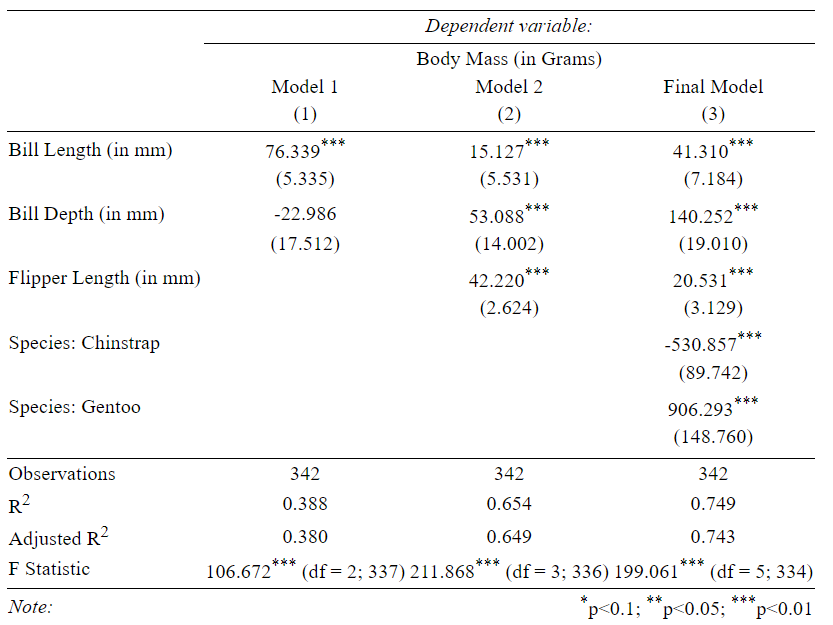 Dependent variable:
Body Mass (in Grams)
Model 1 Model 2 Final Model
(1) (2) (3)
Bill Length (in mm) 76.339*** 15.127*** 41.310***
(5.335) (5.531) (7.184)
Bill Depth (in mm) -22.986 53.088*** 140.252***
(17.512) (14.002) (19.010)
Flipper Length (in mm) 42.220*** 20.531***
(2.624) (3.129)
Species: Chinstrap -530.857***
(89.742)
Species: Gentoo 906.293***
(148.760)
Observations 342 342 342
R2 0.388 0.654 0.749
Adjusted R2 0.380 0.649 0.743
F Statistic 106.672*** (df = 2; 337) 211.868*** (df = 3; 336) 199.061*** (df = 5; 334)
Note: *p<0.1; **p<0.05; ***p<0.01